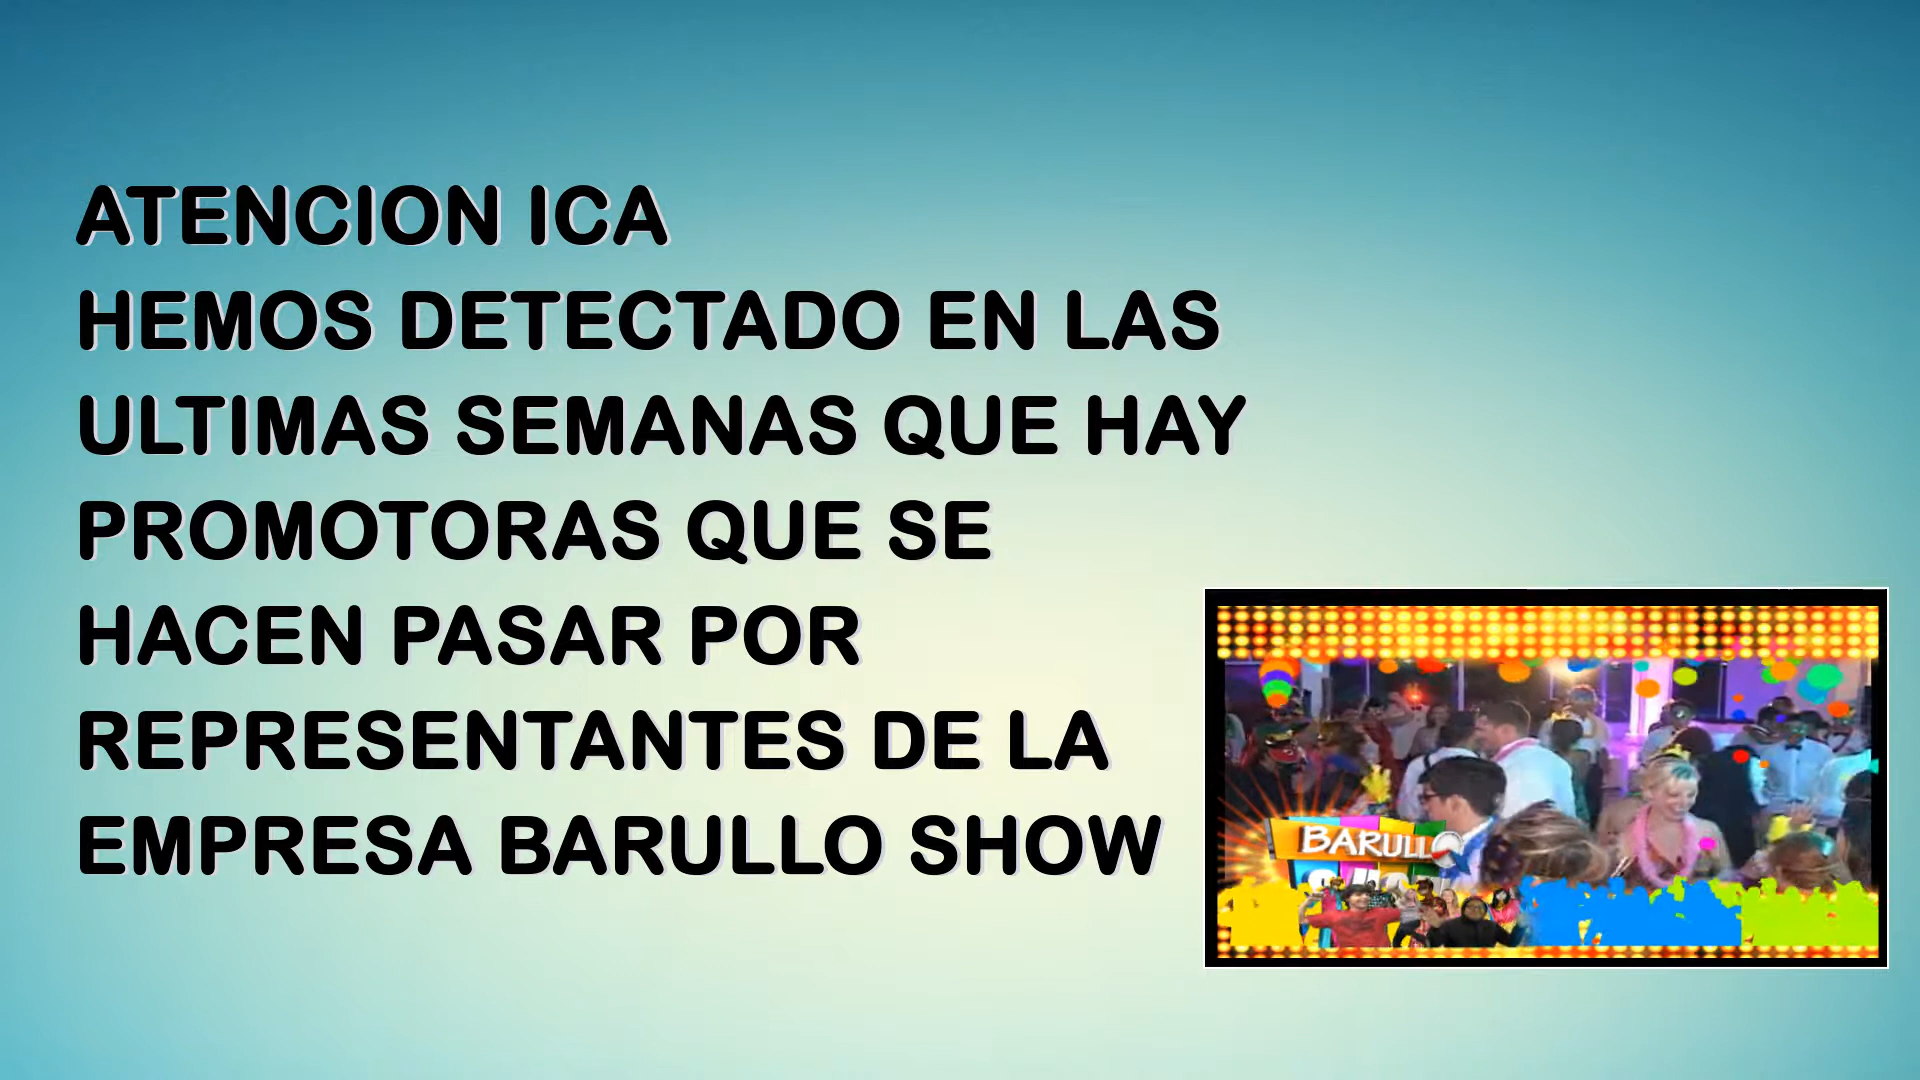 ATENCION ICA
HEMOS DETECTADO EN LAS
ULTIMAS SEMANAS QUE HAY
PROMOTORAS QUE SE
HACEN PASAR POR
REPRESENTANTES DE LA
EMPRESA BARULLO SHOW
BARULLO